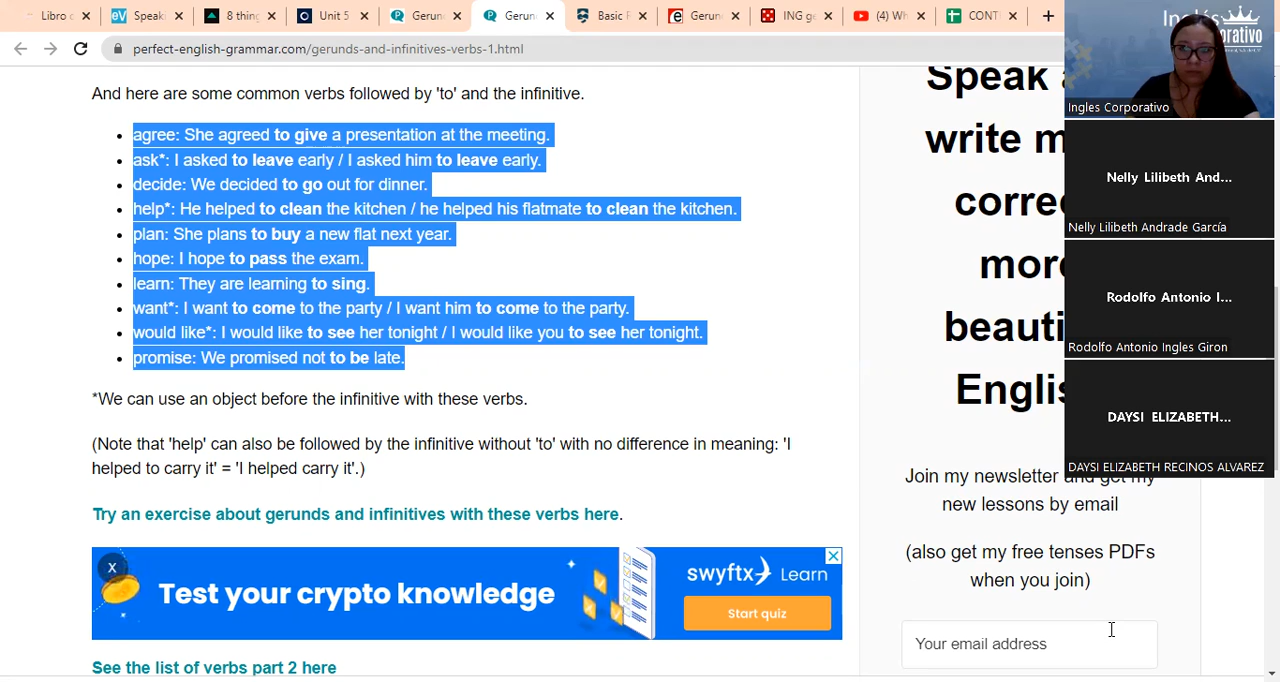 Libro d
Speaki
8 thing
Unit 5
Gerun
Gerun
Basic F
Gerun
ING ge
(4) Wh
CONT
perfect-english-grammar.com/gerunds-and-infinitives-verbs-1.html
And here are some common verbs followed by 'to' and the infinitive.
agree: She agreed to give a presentation at the meeting.
ask*: I asked to leave early / I asked him to leave early.
decide: We decided to go out for dinner.
help*: He helped to clean the kitchen / he helped his flatmate to clean the kitchen.
plan: She plans to buy a new flat next year.
hope: I hope to pass the exam.
learn: They are learning to sing.
want*: I want to come to the party / I want him to come to the party.
would like*: I would like to see her tonight / I would like you to see her tonight.
promise: We promised not to be late.
*We can use an object before the infinitive with these verbs.
(Note that 'help' can also be followed by the infinitive without 'to' with no difference in meaning: 'I
helped to carry it' = 'I helped carry it'.)
Try an exercise about gerunds and infinitives with these verbs here.
X
Test your crypto knowledge
swyftx Learn
Start quiz
See the list of verbs part 2 here
Speak a
write m
corre
mor
beauti
Englis
Join my newsletter and get my
new lessons by email
(also get my free tenses PDFs
when you join)
Your email address
Inglés
orativo
Ingles Corporativo
Nelly Lilibeth And...
Nelly Lilibeth Andrade García
Rodolfo Antonio I...
Rodolfo Antonio Ingles Giron
DAYSI ELIZABETH...
DAYSI ELIZABETH RECINOS ALVAREZ